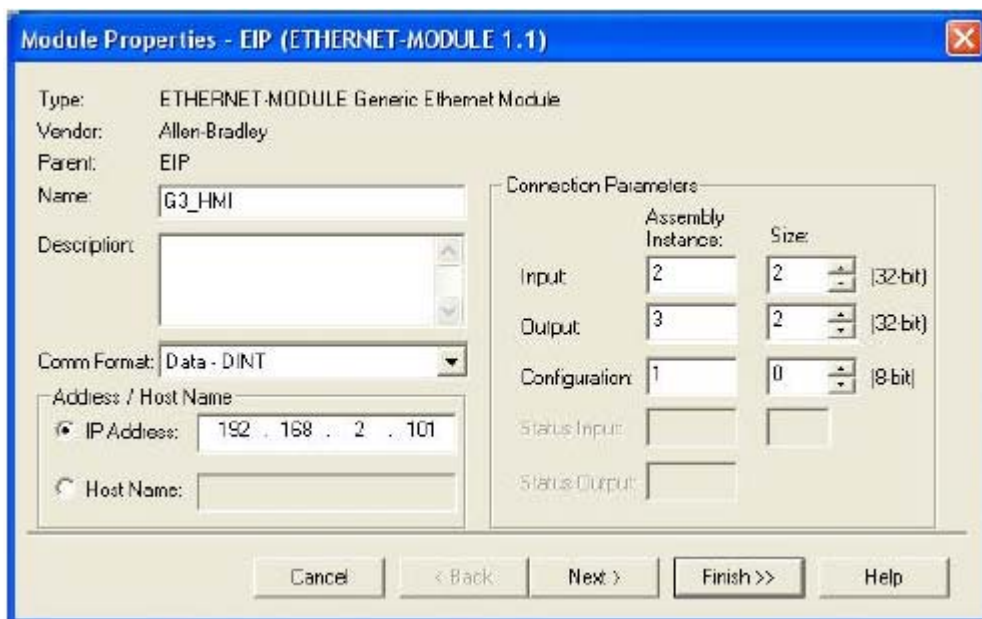 Module Properties - EIP (ETHERNET-MODULE 1.1)
Type: ETHERNET-MODULE Generic Ethernet Module
Vendor: Allen-Bradley
Parent: EIP
Name: G3_HMI
Description:
Comm Format: Data - DINT
Address / Host Name
IP Address: 192 . 168 . 2 . 101
Host Name:
Connection Parameters
Assembly Instance: Size:
Input: 2 2 (32-bit)
Output: 3 2 (32-bit)
Configuration: 1 0 (8-bit)
Status Input:
Status Output:
Cancel < Back Next > Finish >> Help